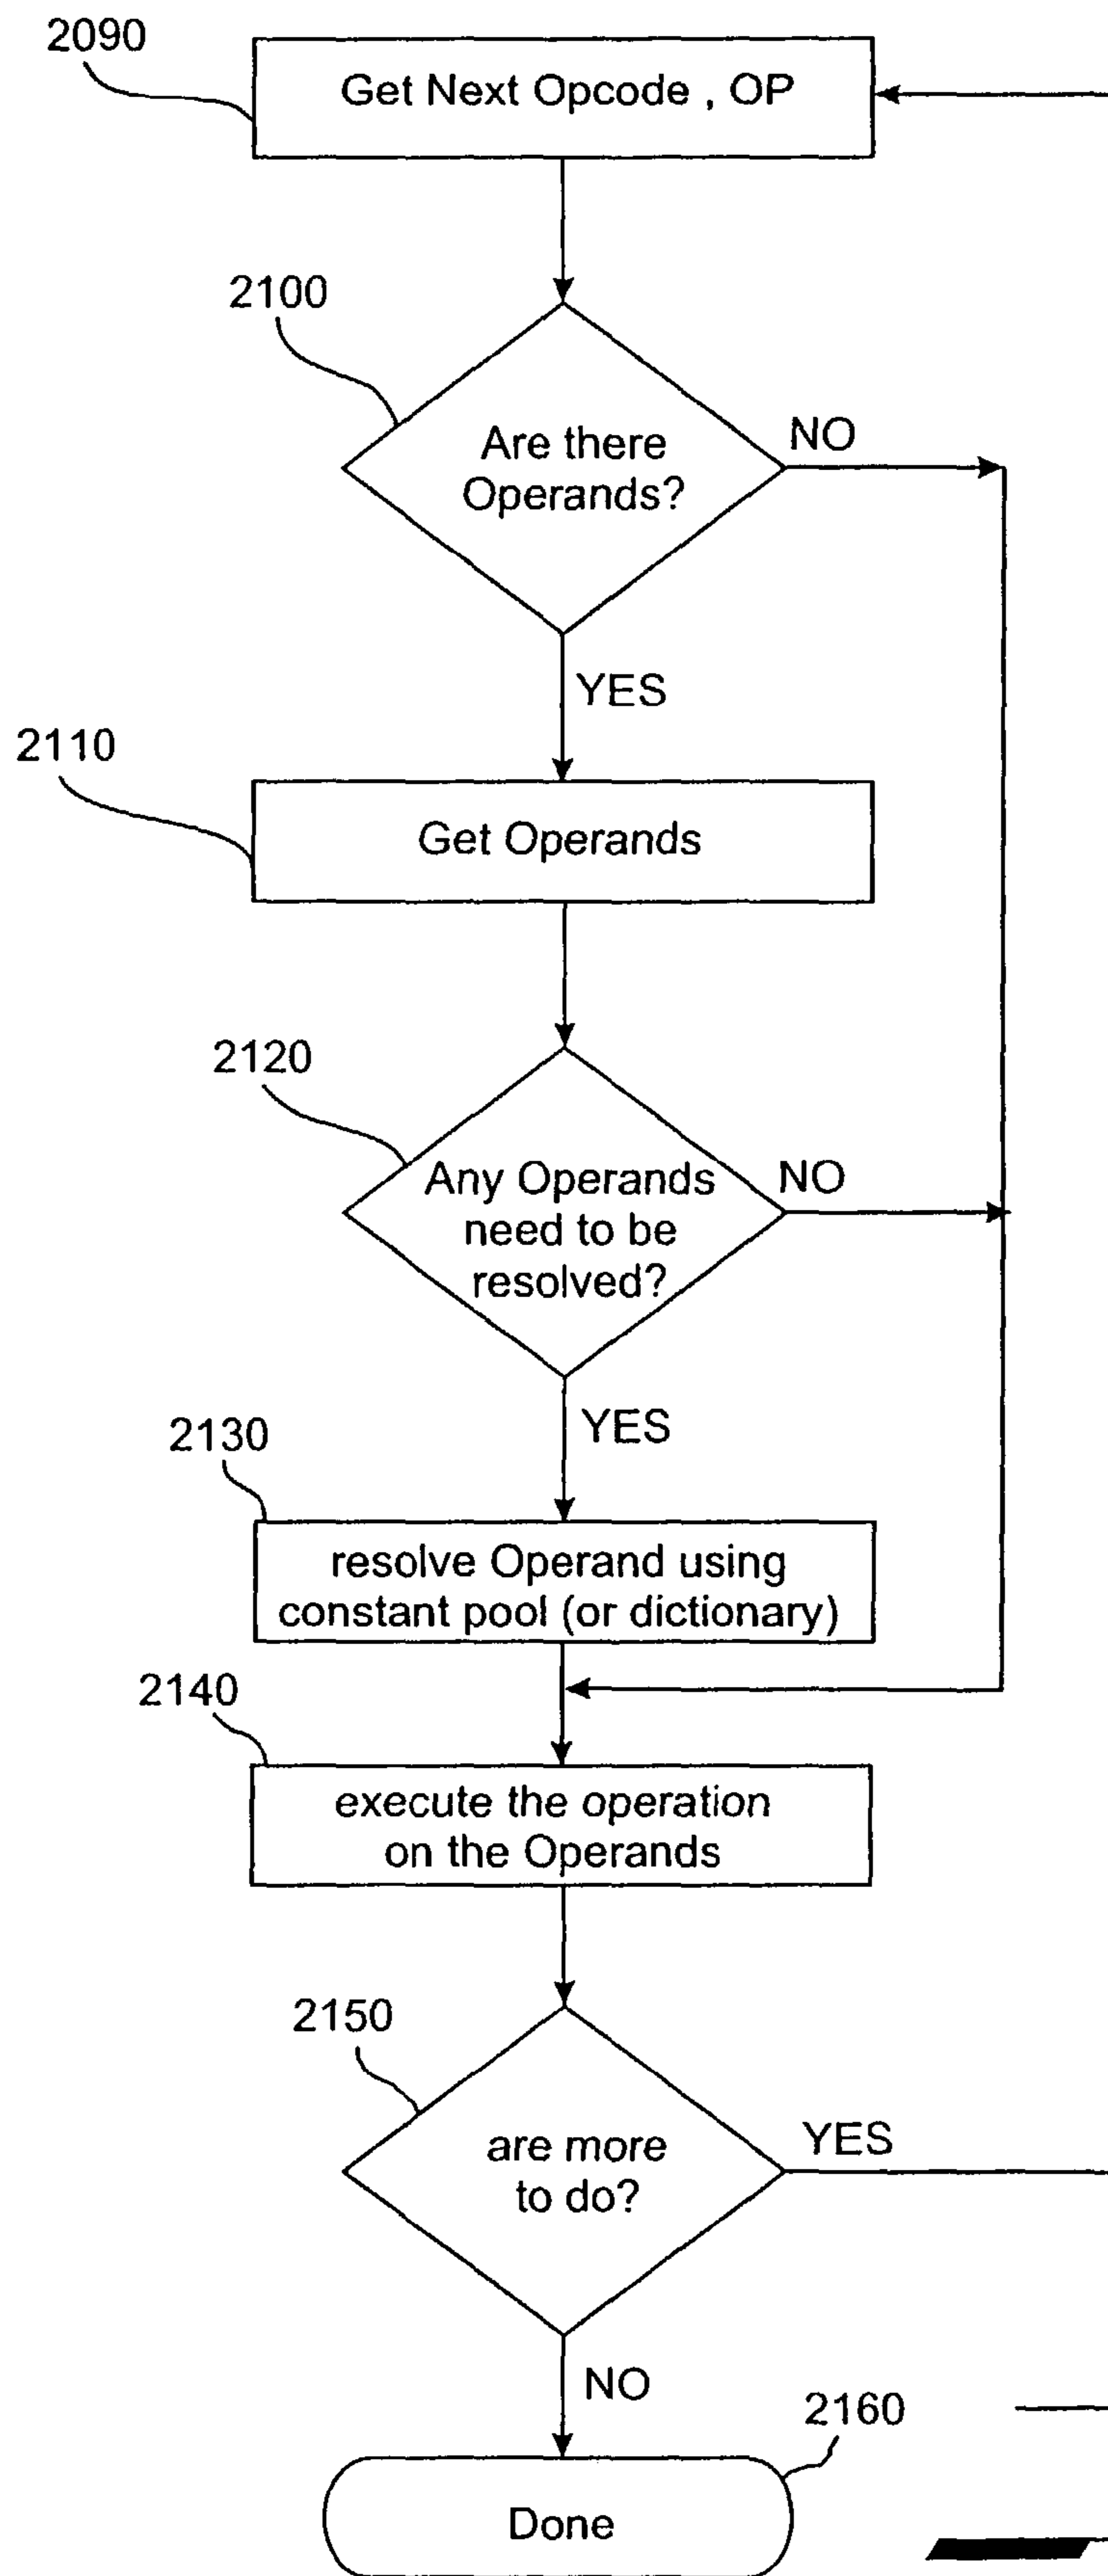 2090
Get Next Opcode , OP
2100
Are there
Operands?
NO
YES
2110
Get Operands
2120
Any Operands
need to be
resolved?
NO
YES
2130
resolve Operand using
constant pool (or dictionary)
2140
execute the operation
on the Operands
2150
are more
to do?
YES
NO
2160
Done